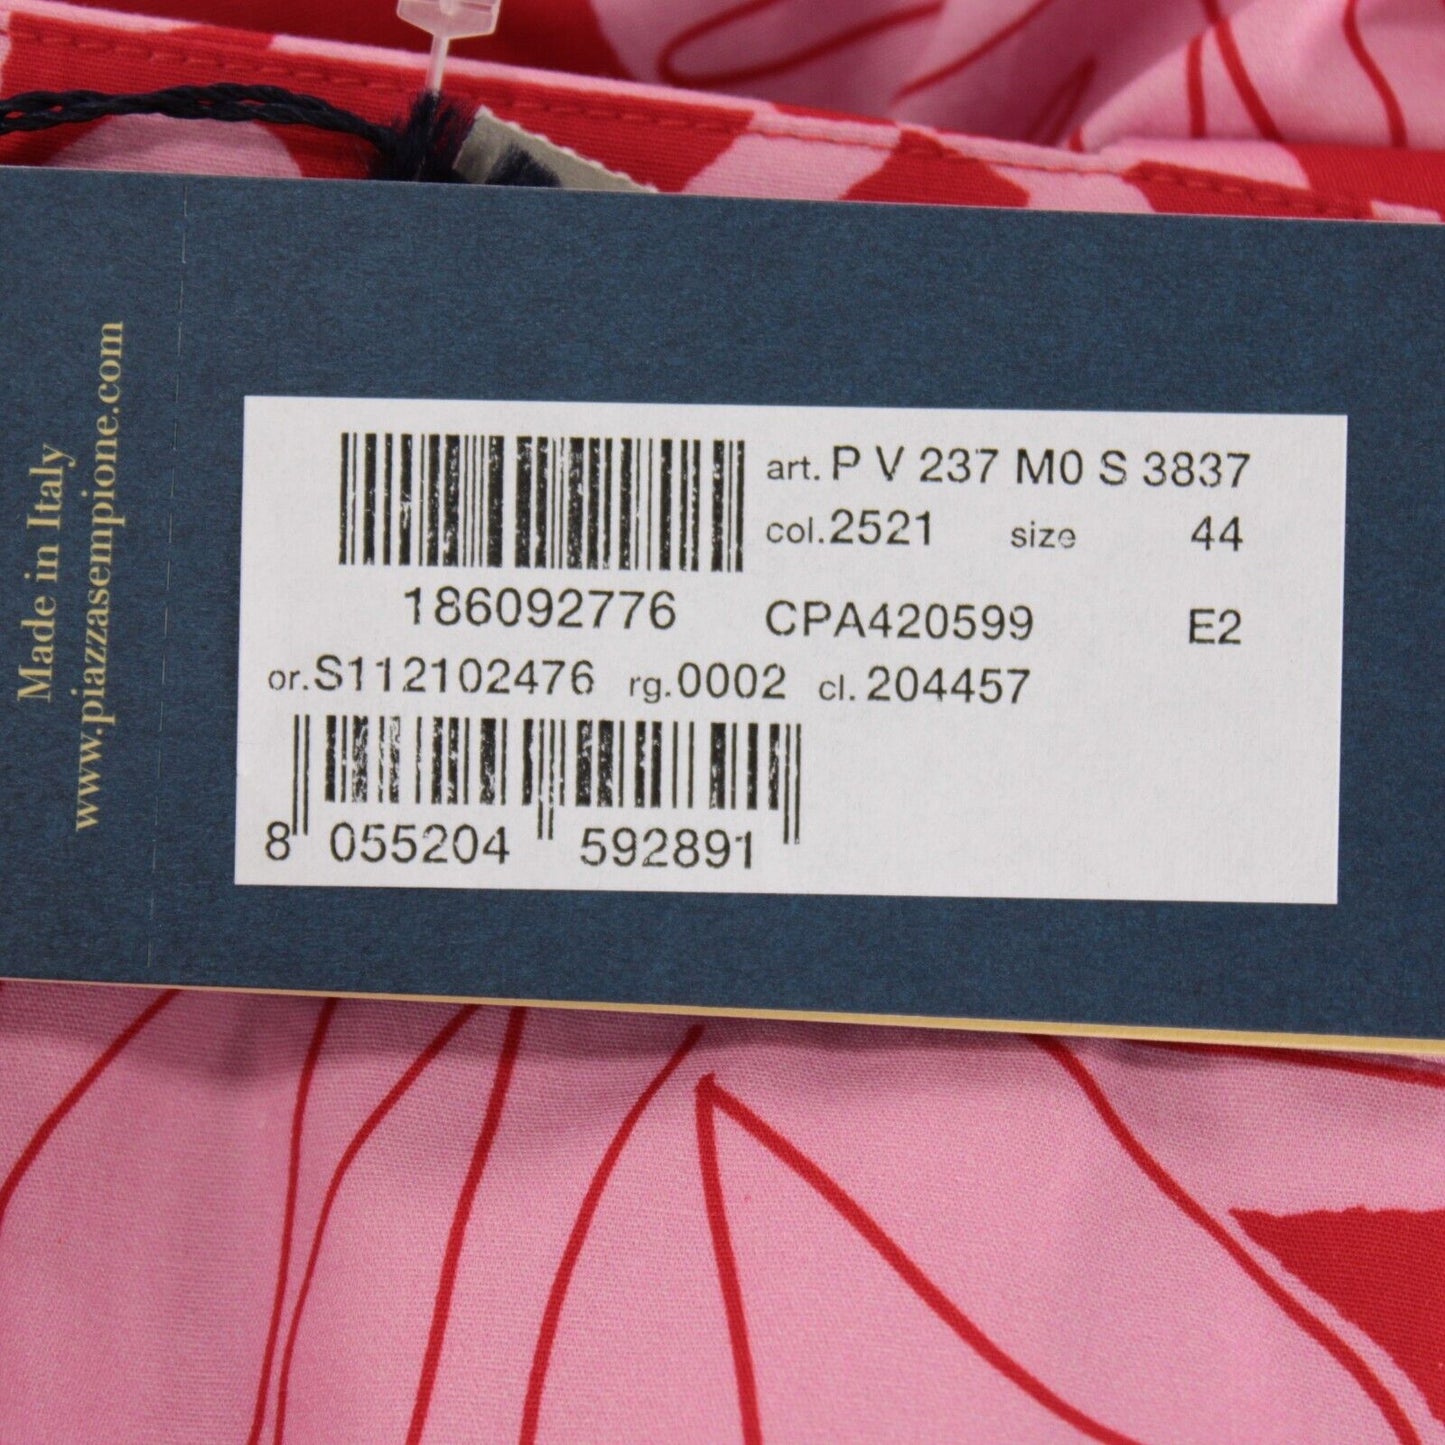 Made in Italy
www.piazzasempione.com
art. P V 237 M0 S 3837
col.2521 size 44
186092776 CPA420599 E2
or.S112102476 rg.0002 cl. 204457
8 055204 592891